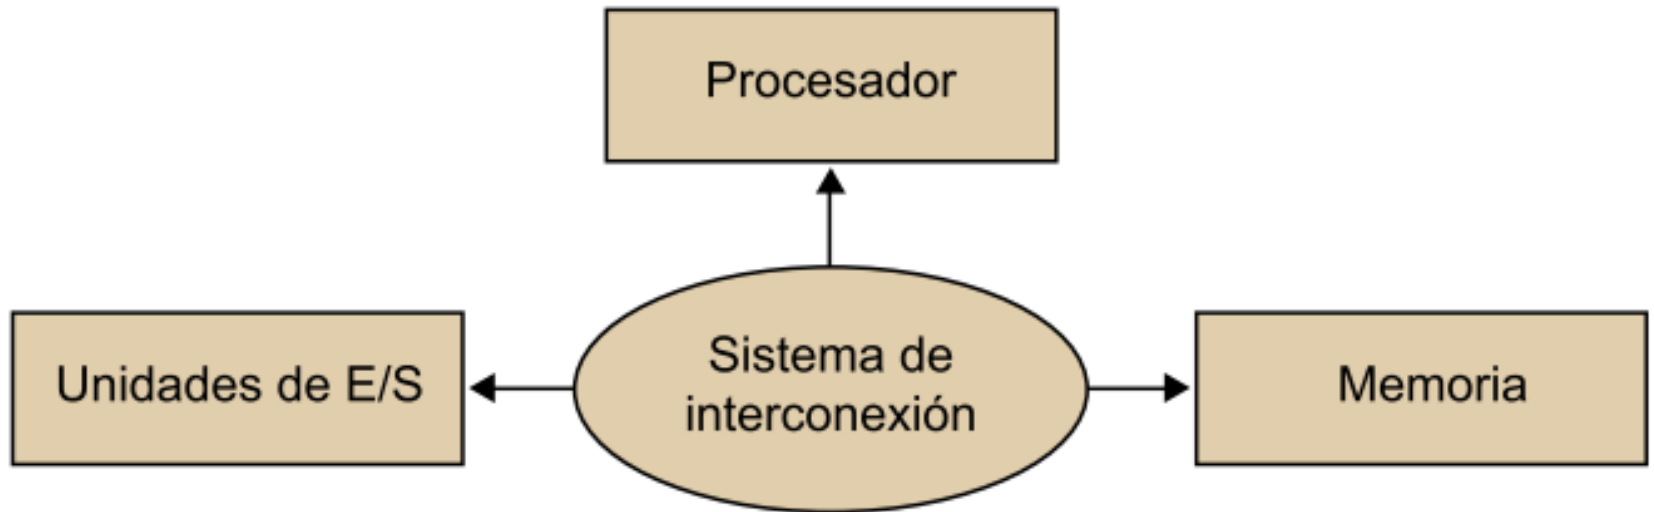 Procesador
Sistema de
interconexión
Unidades de E/S
Memoria